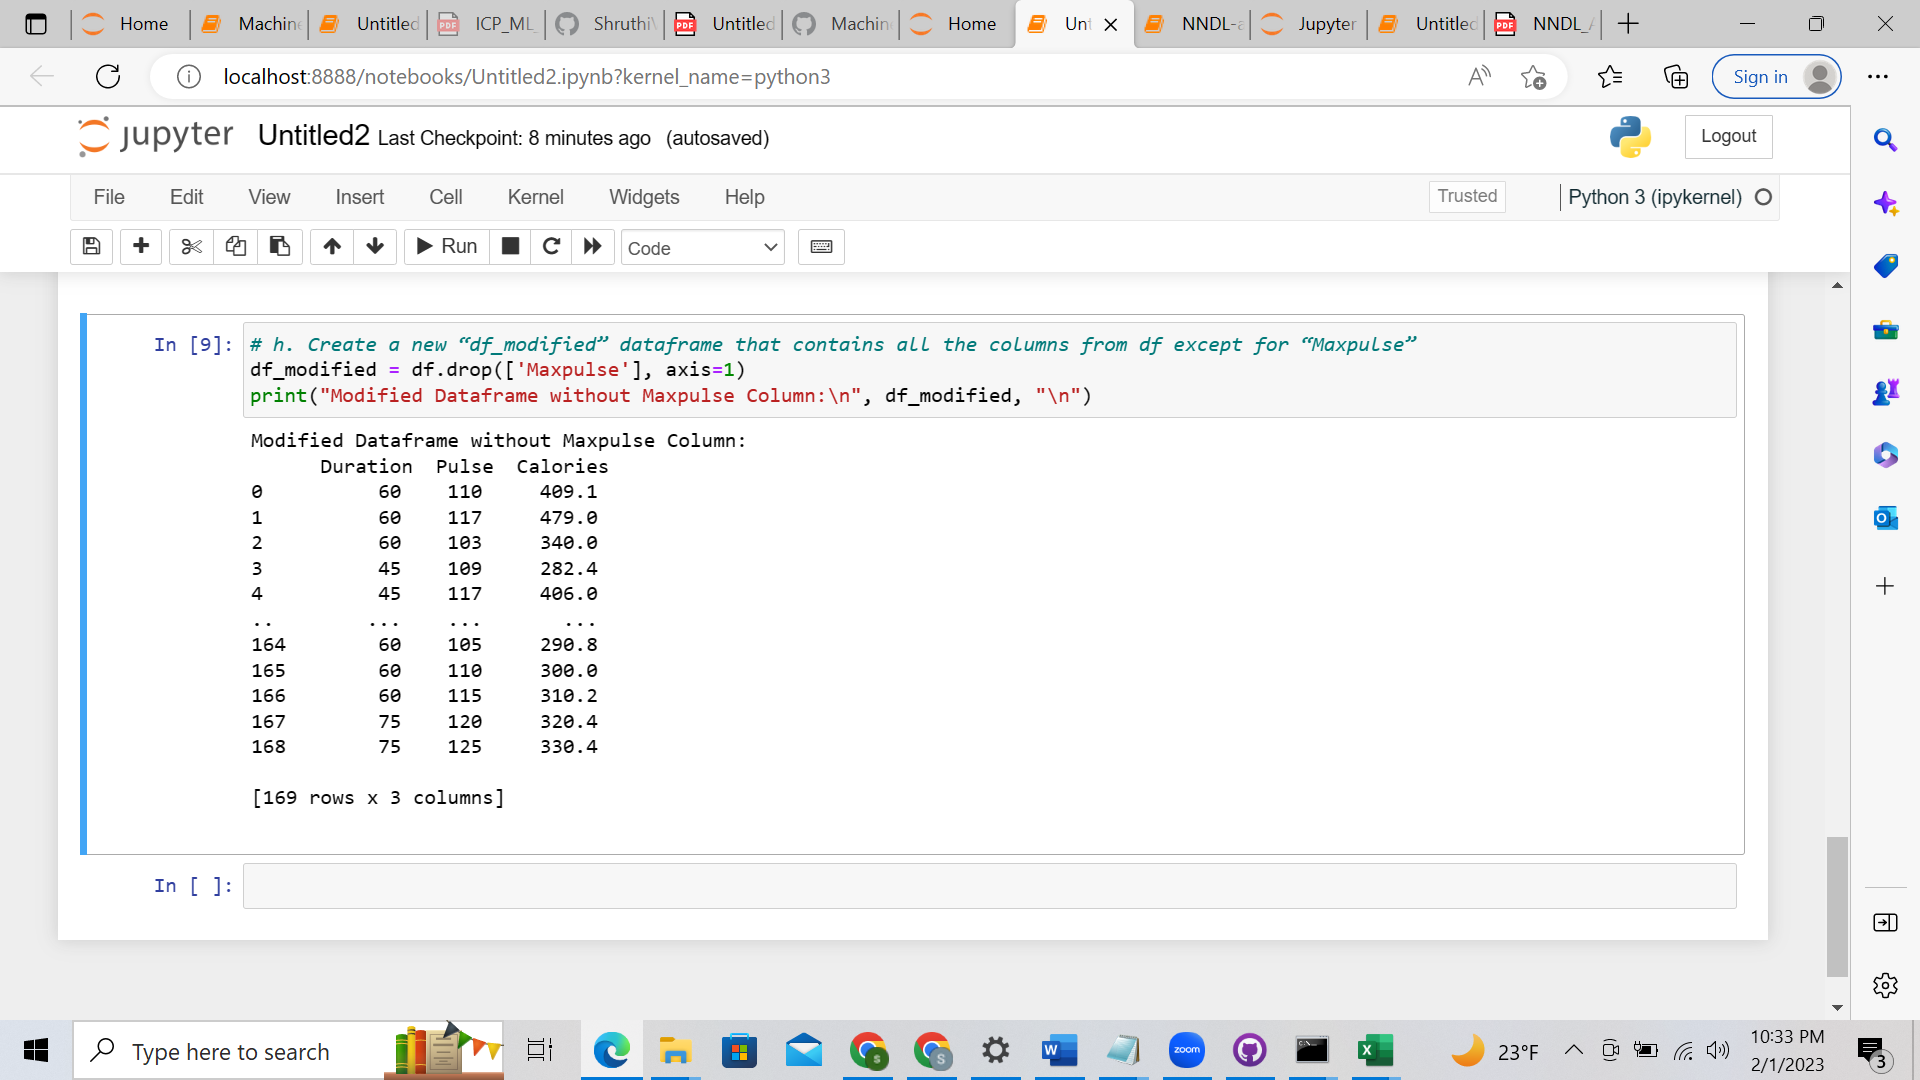 Home
Machine
Untitled
ICP_ML_
Shruthi
Untitled
Machine
Home
Unt
NNDL-a
Jupyter
Untitled
NNDL_A
localhost:8888/notebooks/Untitled2.ipynb?kernel_name=python3
Sign in
jupyter Untitled2 Last Checkpoint: 8 minutes ago (autosaved)
Logout
File Edit View Insert Cell Kernel Widgets Help
Trusted
Python 3 (ipykernel)
Run
Code
In [9]: # h. Create a new “df_modified” dataframe that contains all the columns from df except for “Maxpulse”
df_modified = df.drop(['Maxpulse'], axis=1)
print("Modified Dataframe without Maxpulse Column:\n", df_modified, "\n")
Modified Dataframe without Maxpulse Column:
Duration Pulse Calories
0 60 110 409.1
1 60 117 479.0
2 60 103 340.0
3 45 109 282.4
4 45 117 406.0
.. ... ... ...
164 60 105 290.8
165 60 110 300.0
166 60 115 310.2
167 75 120 320.4
168 75 125 330.4
[169 rows x 3 columns]
In [ ]:
Type here to search
zoom
23°F
10:33 PM
2/1/2023
3